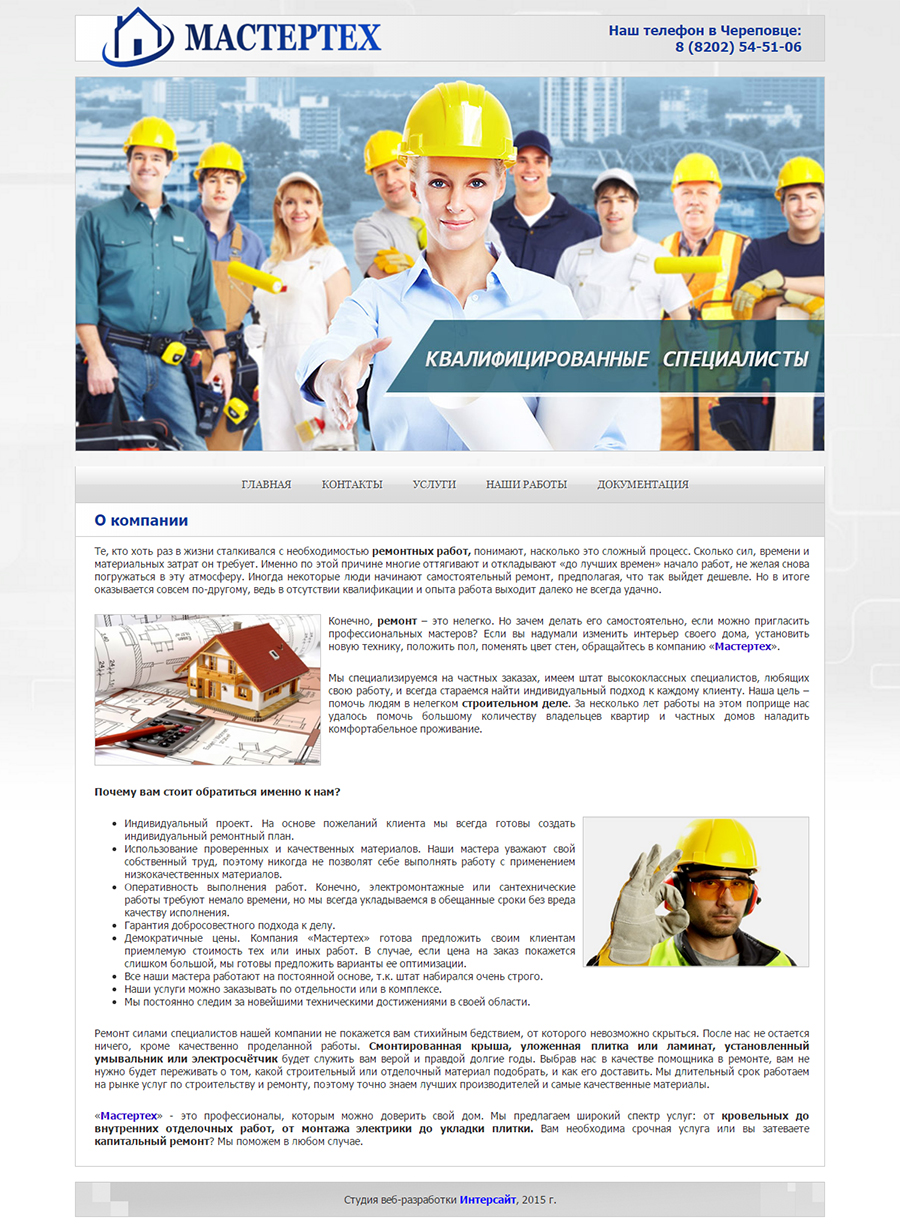 МАСТЕРТЕХ
Наш телефон в Череповце:
8 (8202) 54-51-06
КВАЛИФИЦИРОВАННЫЕ СПЕЦИАЛИСТЫ
ГЛАВНАЯ КОНТАКТЫ УСЛУГИ НАШИ РАБОТЫ ДОКУМЕНТАЦИЯ
О компании
Те, кто хоть раз в жизни сталкивался с необходимостью ремонтных работ, понимают, насколько это сложный процесс. Сколько сил, времени и
материальных затрат он требует. Именно по этой причине многие оттягивают и откладывают «до лучших времен» начало работ, не желая снова
погружаться в эту атмосферу. Иногда некоторые люди начинают самостоятельный ремонт, предполагая, что так выйдет дешевле. Но в итоге
оказывается совсем по-другому, ведь в отсутствии квалификации и опыта работа выходит далеко не всегда удачно.
Конечно, ремонт – это нелегко. Но зачем делать его самостоятельно, если можно пригласить
профессиональных мастеров? Если вы надумали изменить интерьер своего дома, установить
новую технику, положить пол, поменять цвет стен, обращайтесь в компанию «Мастертех».
Мы специализируемся на частных заказах, имеем штат высококлассных специалистов, любящих
свою работу, и всегда стараемся найти индивидуальный подход к каждому клиенту. Наша цель –
помочь людям в нелегком строительном деле. За несколько лет работы на этом поприще нас
удалось помочь большому количеству владельцев квартир и частных домов наладить
комфортабельное проживание.
Почему вам стоит обратиться именно к нам?
• Индивидуальный проект. На основе пожеланий клиента мы всегда готовы создать
индивидуальный ремонтный план.
• Использование проверенных и качественных материалов. Наши мастера уважают свой
собственный труд, поэтому никогда не позволят себе выполнять работу с применением
низкокачественных материалов.
• Оперативность выполнения работ. Конечно, электромонтажные или сантехнические
работы требуют немало времени, но мы всегда укладываемся в обещанные сроки без вреда
качеству исполнения.
• Гарантия добросовестного подхода к делу.
• Демократичные цены. Компания «Мастертех» готова предложить своим клиентам
приемлемую стоимость тех или иных работ. В случае, если цена на заказ покажется
слишком большой, мы готовы предложить варианты ее оптимизации.
• Все наши мастера работают на постоянной основе, т.к. штат набирался очень строго.
• Наши услуги можно заказывать по отдельности или в комплексе.
• Мы постоянно следим за новейшими техническими достижениями в своей области.
Ремонт силами специалистов нашей компании не покажется вам стихийным бедствием, от которого невозможно скрыться. После нас не остается
ничего, кроме качественно проделанной работы. Смонтированная крыша, уложенная плитка или ламинат, установленный
умывальник или электросчётчик будет служить вам верой и правдой долгие годы. Выбрав нас в качестве помощника в ремонте, вам не
нужно будет переживать о том, какой строительный или отделочный материал подобрать, и как его доставить. Мы длительный срок работаем
на рынке услуг по строительству и ремонту, поэтому точно знаем лучших производителей и самые качественные материалы.
«Мастертех» - это профессионалы, которым можно доверить свой дом. Мы предлагаем широкий спектр услуг: от кровельных до
внутренних отделочных работ, от монтажа электрики до укладки плитки. Вам необходима срочная услуга или вы затеваете
капитальный ремонт? Мы поможем в любом случае.
Студия веб-разработки Интерсайт, 2015 г.